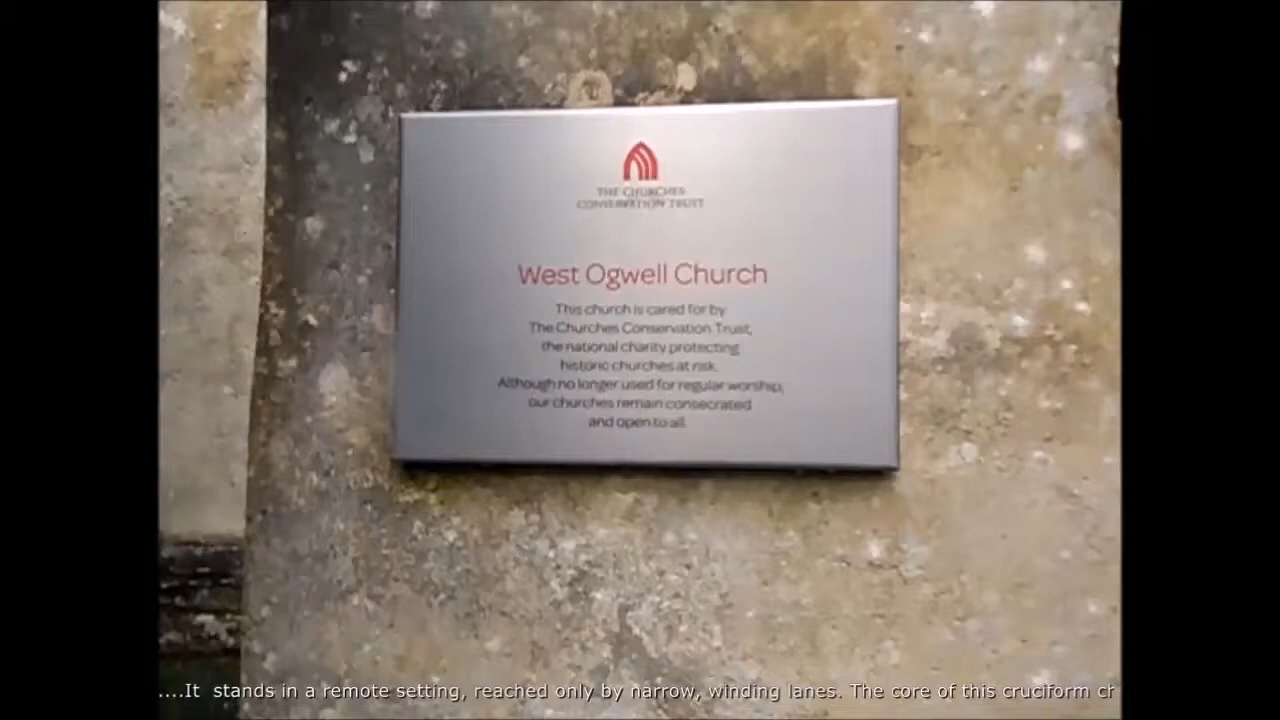 THE CHURCHES
CONSERVATION TRUST
West Ogwell Church
This church is cared for by
The Churches Conservation Trust,
the national charity protecting
historic churches at risk.
Although no longer used for regular worship,
our churches remain consecrated
and open to all.
....It stands in a remote setting, reached only by narrow, winding lanes. The core of this cruciform ch